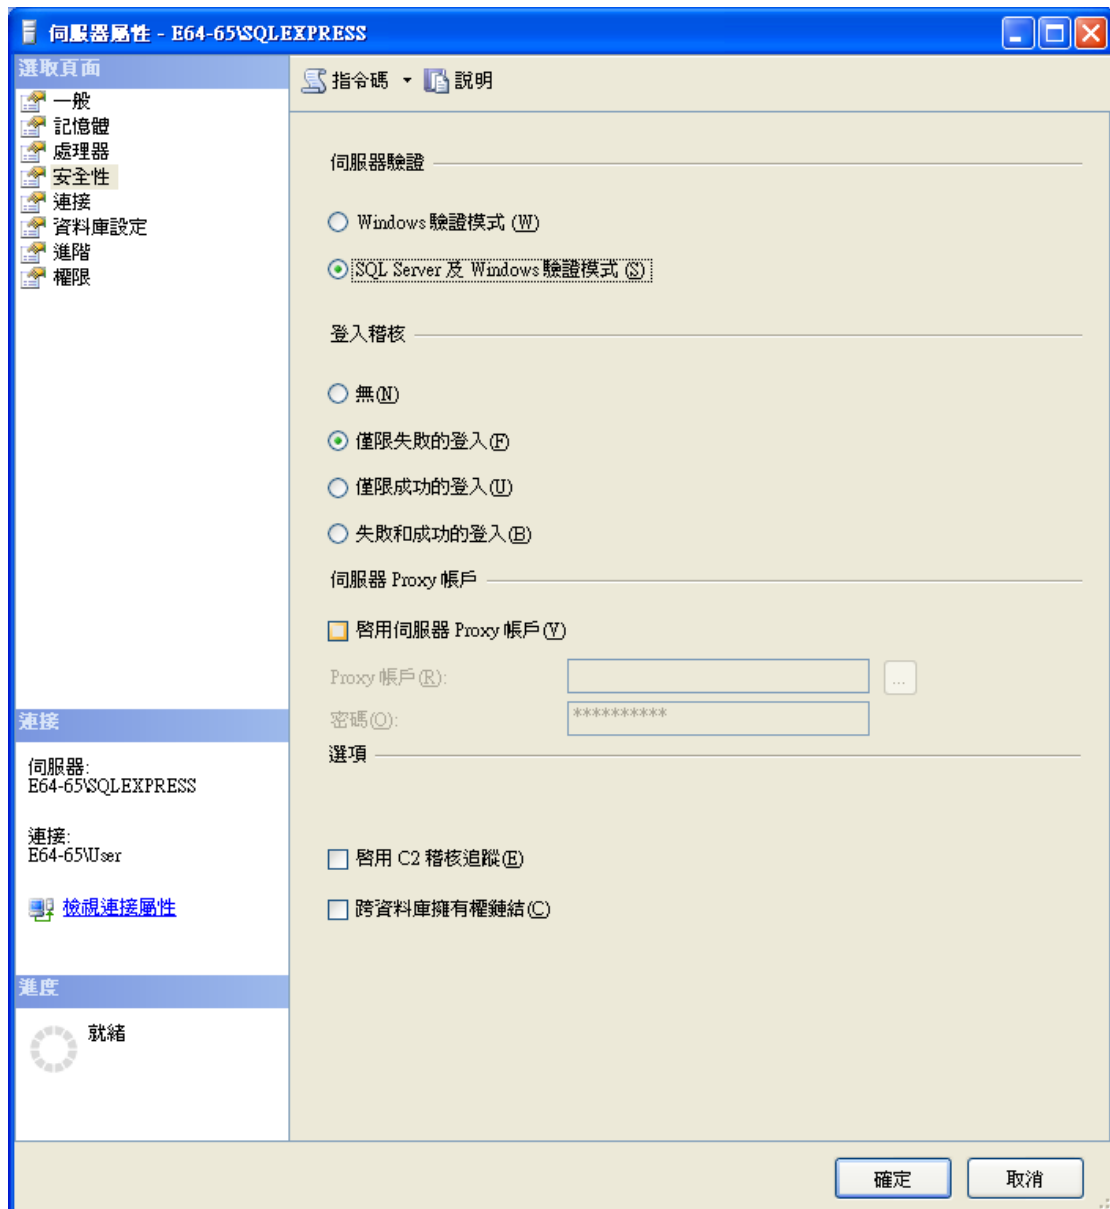 伺服器屬性 - E64-65\SQLEXPRESS
選取頁面
一般
記憶體
處理器
安全性
連接
資料庫設定
進階
權限
指令碼 說明
伺服器驗證
Windows 驗證模式 (W)
SQL Server 及 Windows 驗證模式 (S)
登入稽核
無(N)
僅限失敗的登入(F)
僅限成功的登入(U)
失敗和成功的登入(B)
伺服器 Proxy 帳戶
啓用伺服器 Proxy 帳戶(Y)
Proxy 帳戶(R):
...
密碼(O):
**********
選項
啓用 C2 稽核追蹤(E)
跨資料庫擁有權鏈結(C)
連接
伺服器:
E64-65\SQLEXPRESS
連接:
E64-65\User
檢視連接屬性
進度
就緒
確定 取消